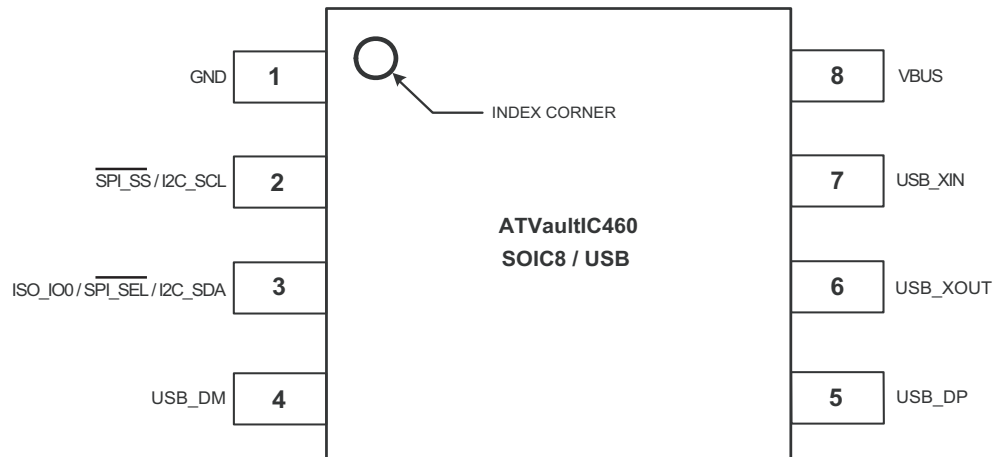 GND
1
8
VBUS
INDEX CORNER
SPI_SS / I2C_SCL
2
7
USB_XIN
ATVaultIC460
SOIC8 / USB
ISO_IO0 / SPI_SEL / I2C_SDA
3
6
USB_XOUT
USB_DM
4
5
USB_DP